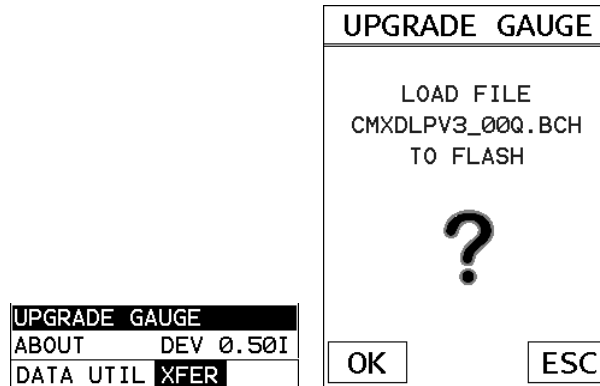 UPGRADE GAUGE
ABOUT DEV 0.50I
DATA UTIL XFER
UPGRADE GAUGE
LOAD FILE
CMXDLPV3_00Q.BCH
TO FLASH
?
OK ESC